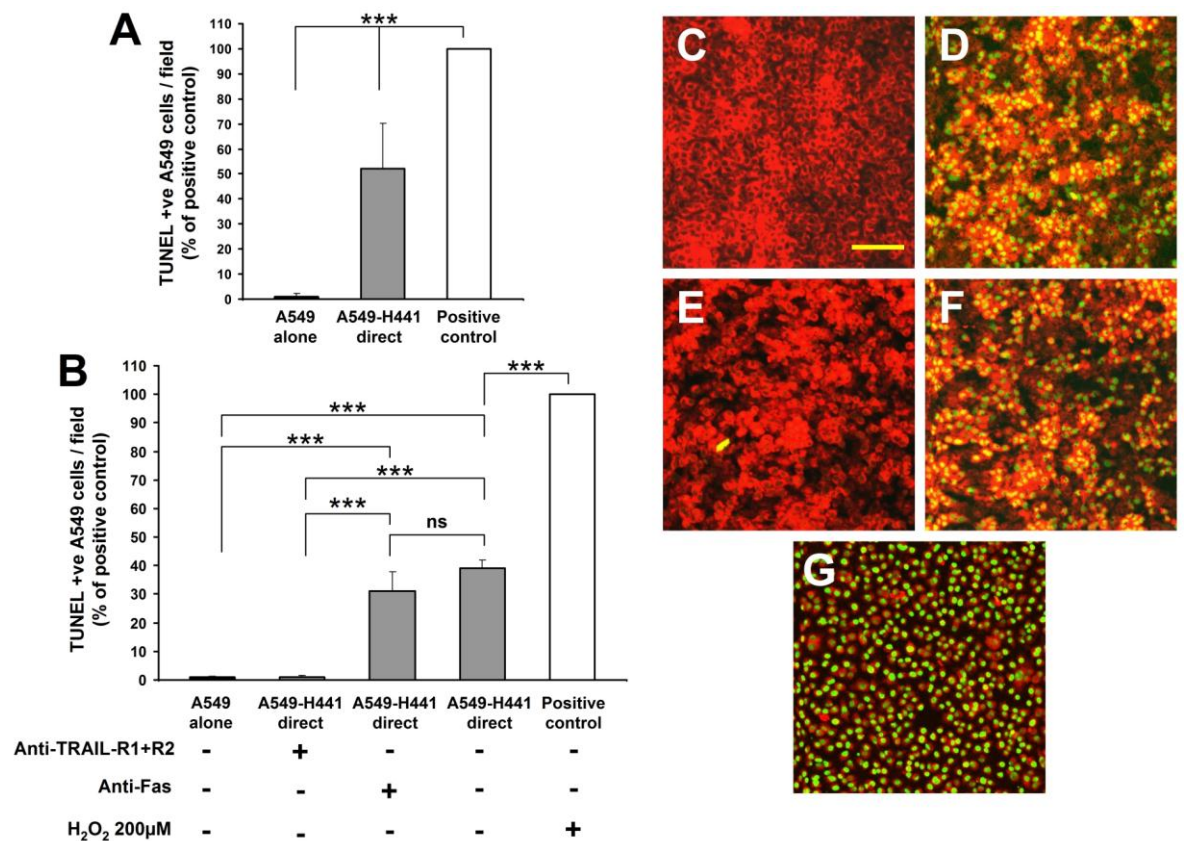 A
***
TUNEL +ve A549 cells / field
(% of positive control)
110
100
90
80
70
60
50
40
30
20
10
0
A549
alone
A549-H441
direct
Positive
control
B
***
***
***
***
***
ns
TUNEL +ve A549 cells / field
(% of positive control)
110
100
90
80
70
60
50
40
30
20
10
0
A549
alone
A549-H441
direct
A549-H441
direct
A549-H441
direct
Positive
control
Anti-TRAIL-R1+R2 - + - - -
Anti-Fas - - + - -
H₂O₂ 200µM - - - - +
C
D
E
F
G